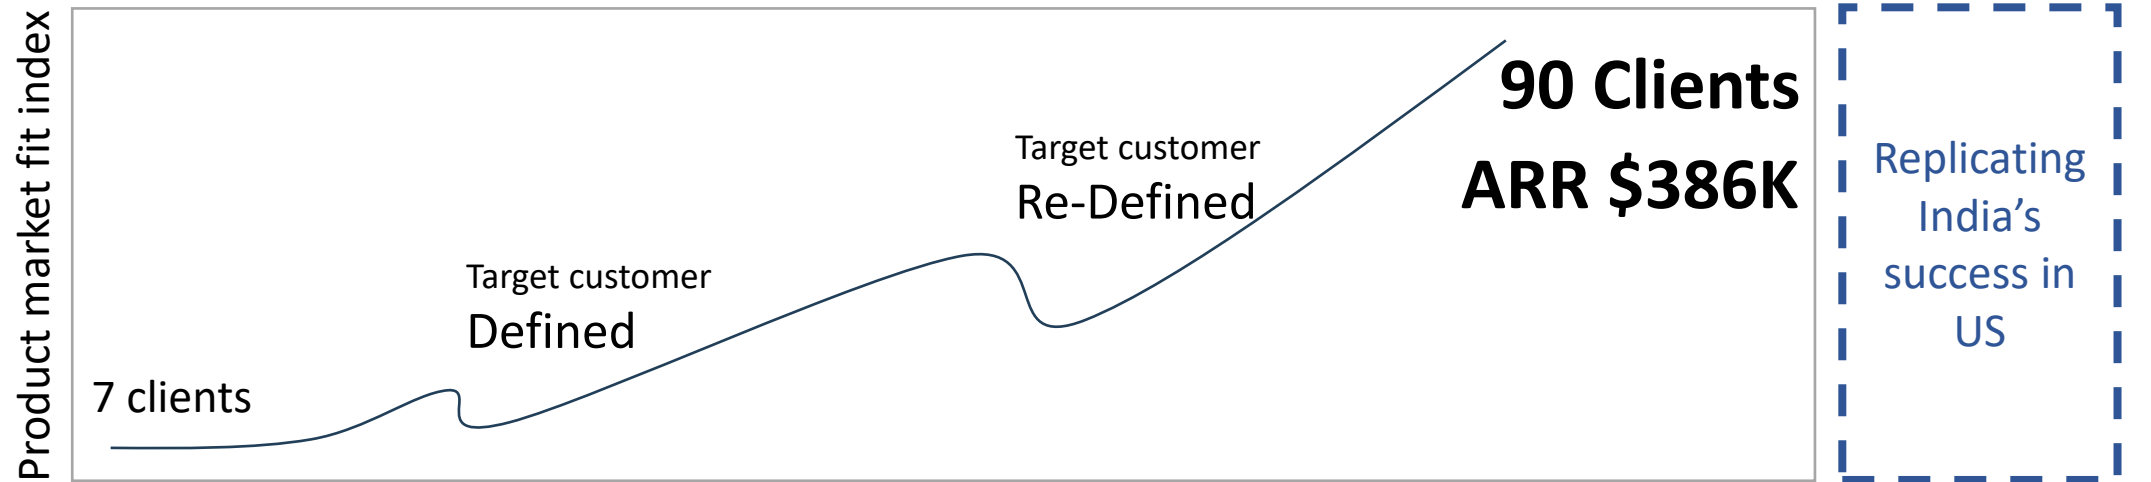 Product market fit index
7 clients
Target customer
Defined
Target customer
Re-Defined
90 Clients
ARR $386K
Replicating
India’s
success in
US